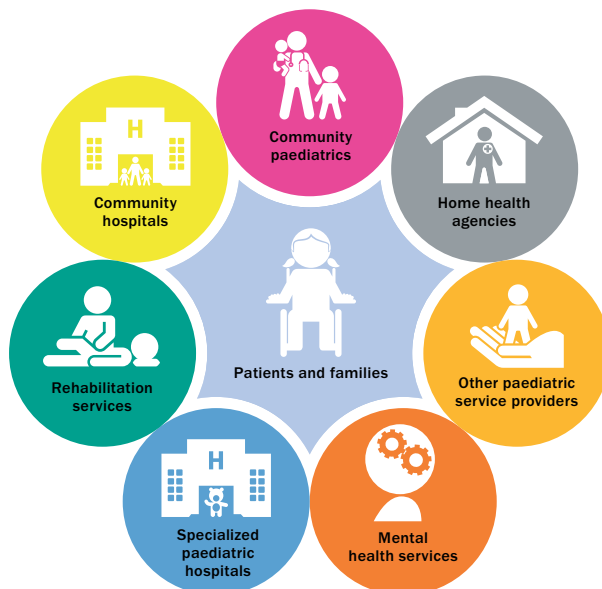 Community
paediatrics
H
Community
hospitals
Home health
agencies
Patients and families
Rehabilitation
services
Other paediatric
service providers
H
Specialized
paediatric
hospitals
Mental
health services